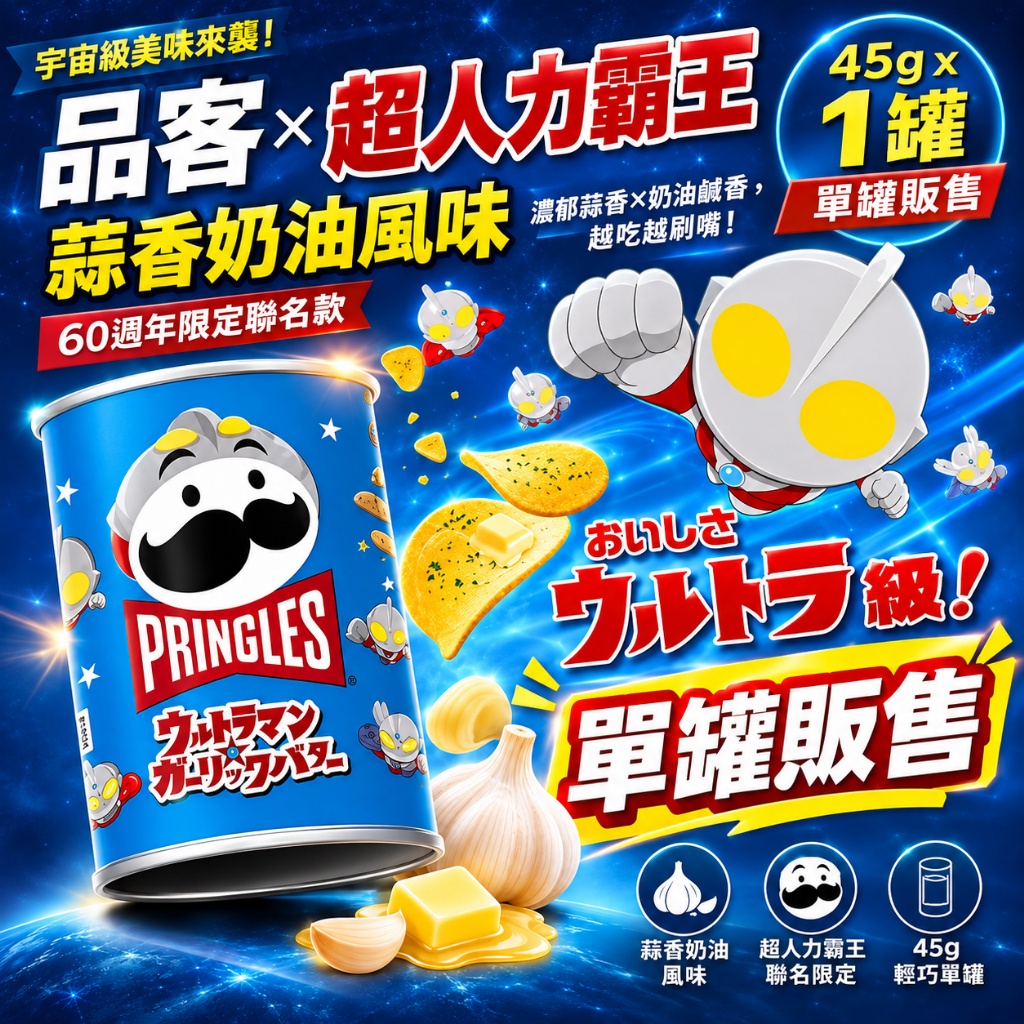 宇宙級美味來襲！
品客×超人力霸王
蒜香奶油風味
60週年限定聯名款
濃郁蒜香×奶油鹹香，
越吃越刷嘴！
45g x
1罐
單罐販售
PRINGLES
®
ウルトラマン
ガーリックバター
おいしさ
ウルトラ級！
單罐販售
蒜香奶油
風味
超人力霸王
聯名限定
45g
輕巧單罐